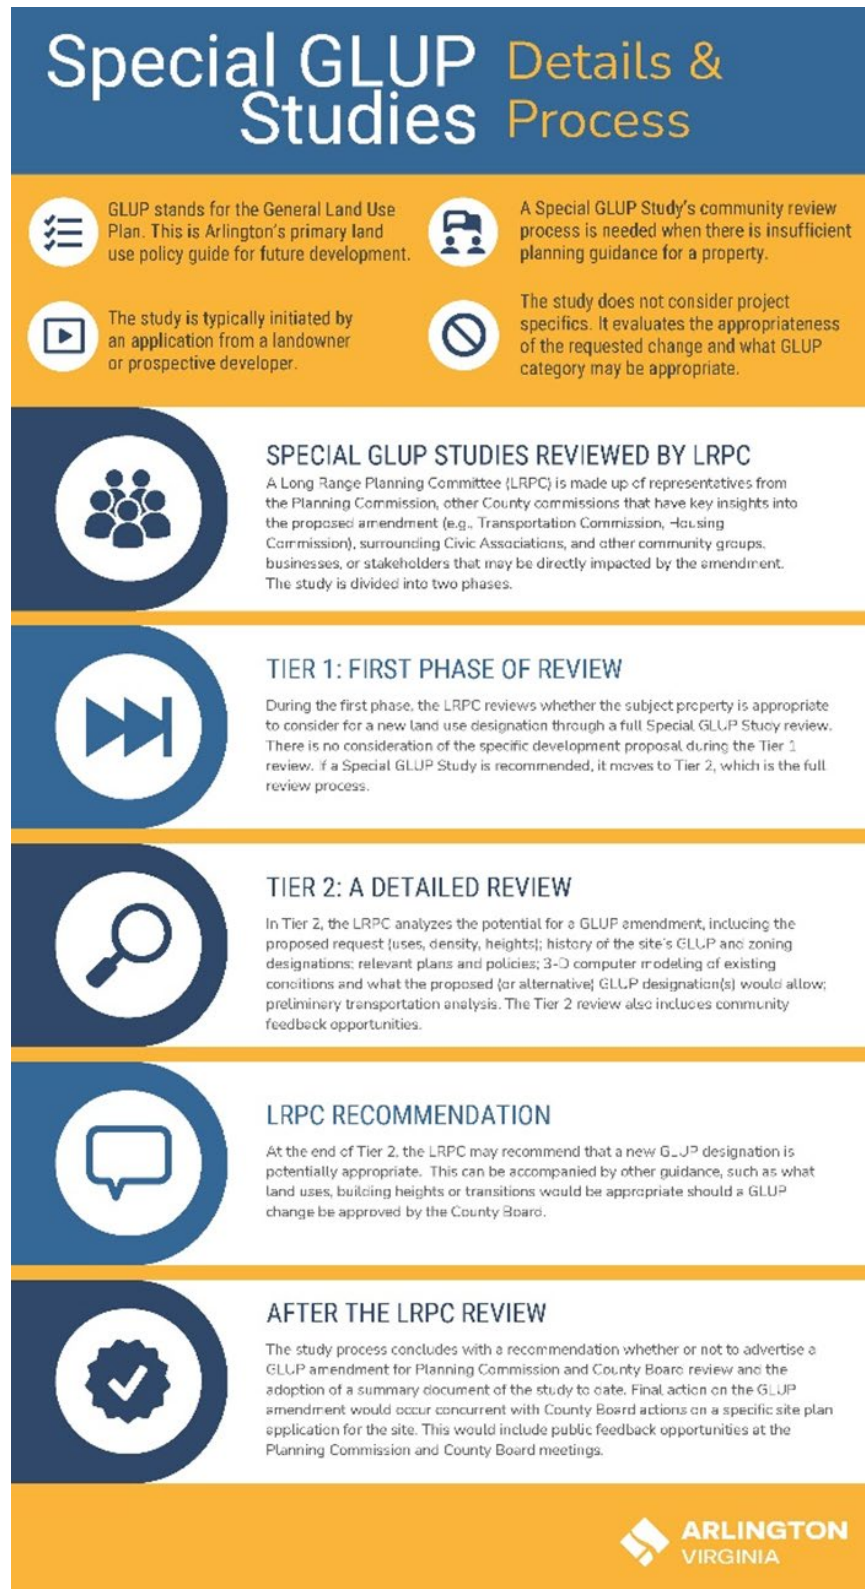 Special GLUP
Studies
Details &
Process
GLUP stands for the General Land Use
Plan. This is Arlington's primary land
use policy guide for future development.
A Special GLUP Study's community review
process is needed when there is insufficient
planning guidance for a property.
The study is typically initiated by
an application from a landowner
or prospective developer.
The study does not consider project
specifics. It evaluates the appropriateness
of the requested change and what GLUP
category may be appropriate.
SPECIAL GLUP STUDIES REVIEWED BY LRPC
A Long Range Planning Committee (LRPC) is made up of representatives from
the Planning Commission, other County commissions that have key insights into
the proposed amendment (e.g., Transportation Commission, Housing
Commission), surrounding Civic Associations, and other community groups,
businesses, or stakeholders that may be directly impacted by the amendment.
The study is divided into two phases.
TIER 1: FIRST PHASE OF REVIEW
During the first phase, the LRPC reviews whether the subject property is appropriate
to consider for a new land use designation through a full Special GLUP Study review.
There is no consideration of the specific development proposal during the Tier 1
review. If a Special GLUP Study is recommended, it moves to Tier 2, which is the full
review process.
TIER 2: A DETAILED REVIEW
In Tier 2, the LRPC analyzes the potential for a GLUP amendment, including the
proposed request (uses, density, heights); history of the site's GLUP and zoning
designations; relevant plans and policies; 3-D computer modeling of existing
conditions and what the proposed (or alternative) GLUP designation(s) would allow;
preliminary transportation analysis. The Tier 2 review also includes community
feedback opportunities.
LRPC RECOMMENDATION
At the end of Tier 2, the LRPC may recommend that a new GLUP designation is
potentially appropriate. This can be accompanied by other guidance, such as what
land uses, building heights or transitions would be appropriate should a GLUP
change be approved by the County Board.
AFTER THE LRPC REVIEW
The study process concludes with a recommendation whether or not to advertise a
GLUP amendment for Planning Commission and County Board review and the
adoption of a summary document of the study to date. Final action on the GLUP
amendment would occur concurrent with County Board actions on a specific site plan
application for the site. This would include public feedback opportunities at the
Planning Commission and County Board meetings.
ARLINGTON
VIRGINIA